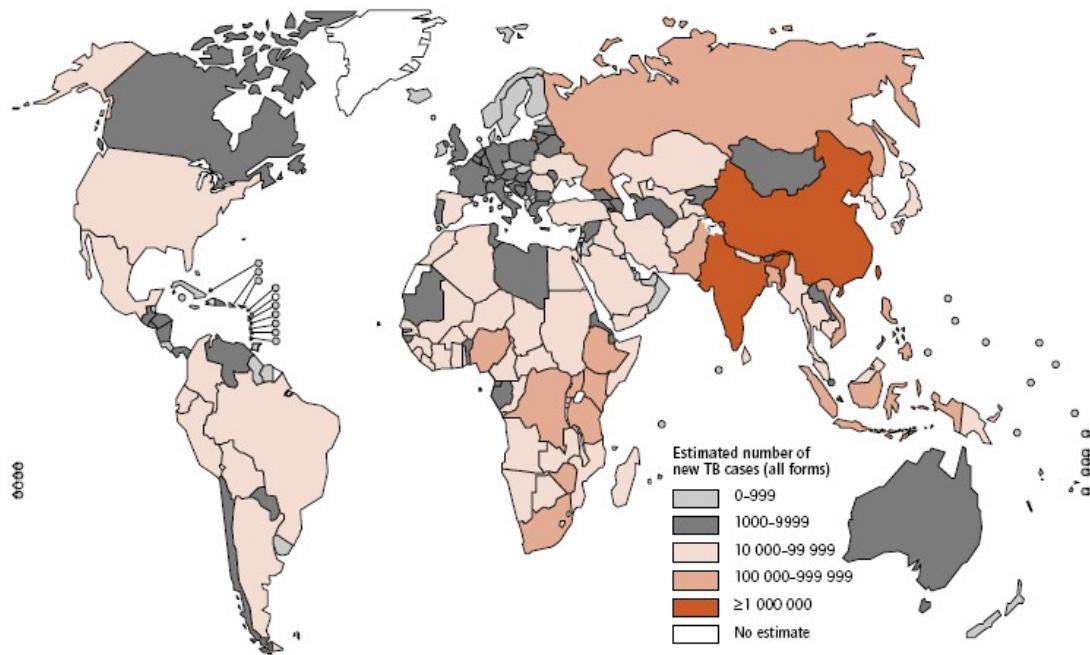 Estimated number of
new TB cases (all forms)
0–999
1000–9999
10 000–99 999
100 000–999 999
≥1 000 000
No estimate